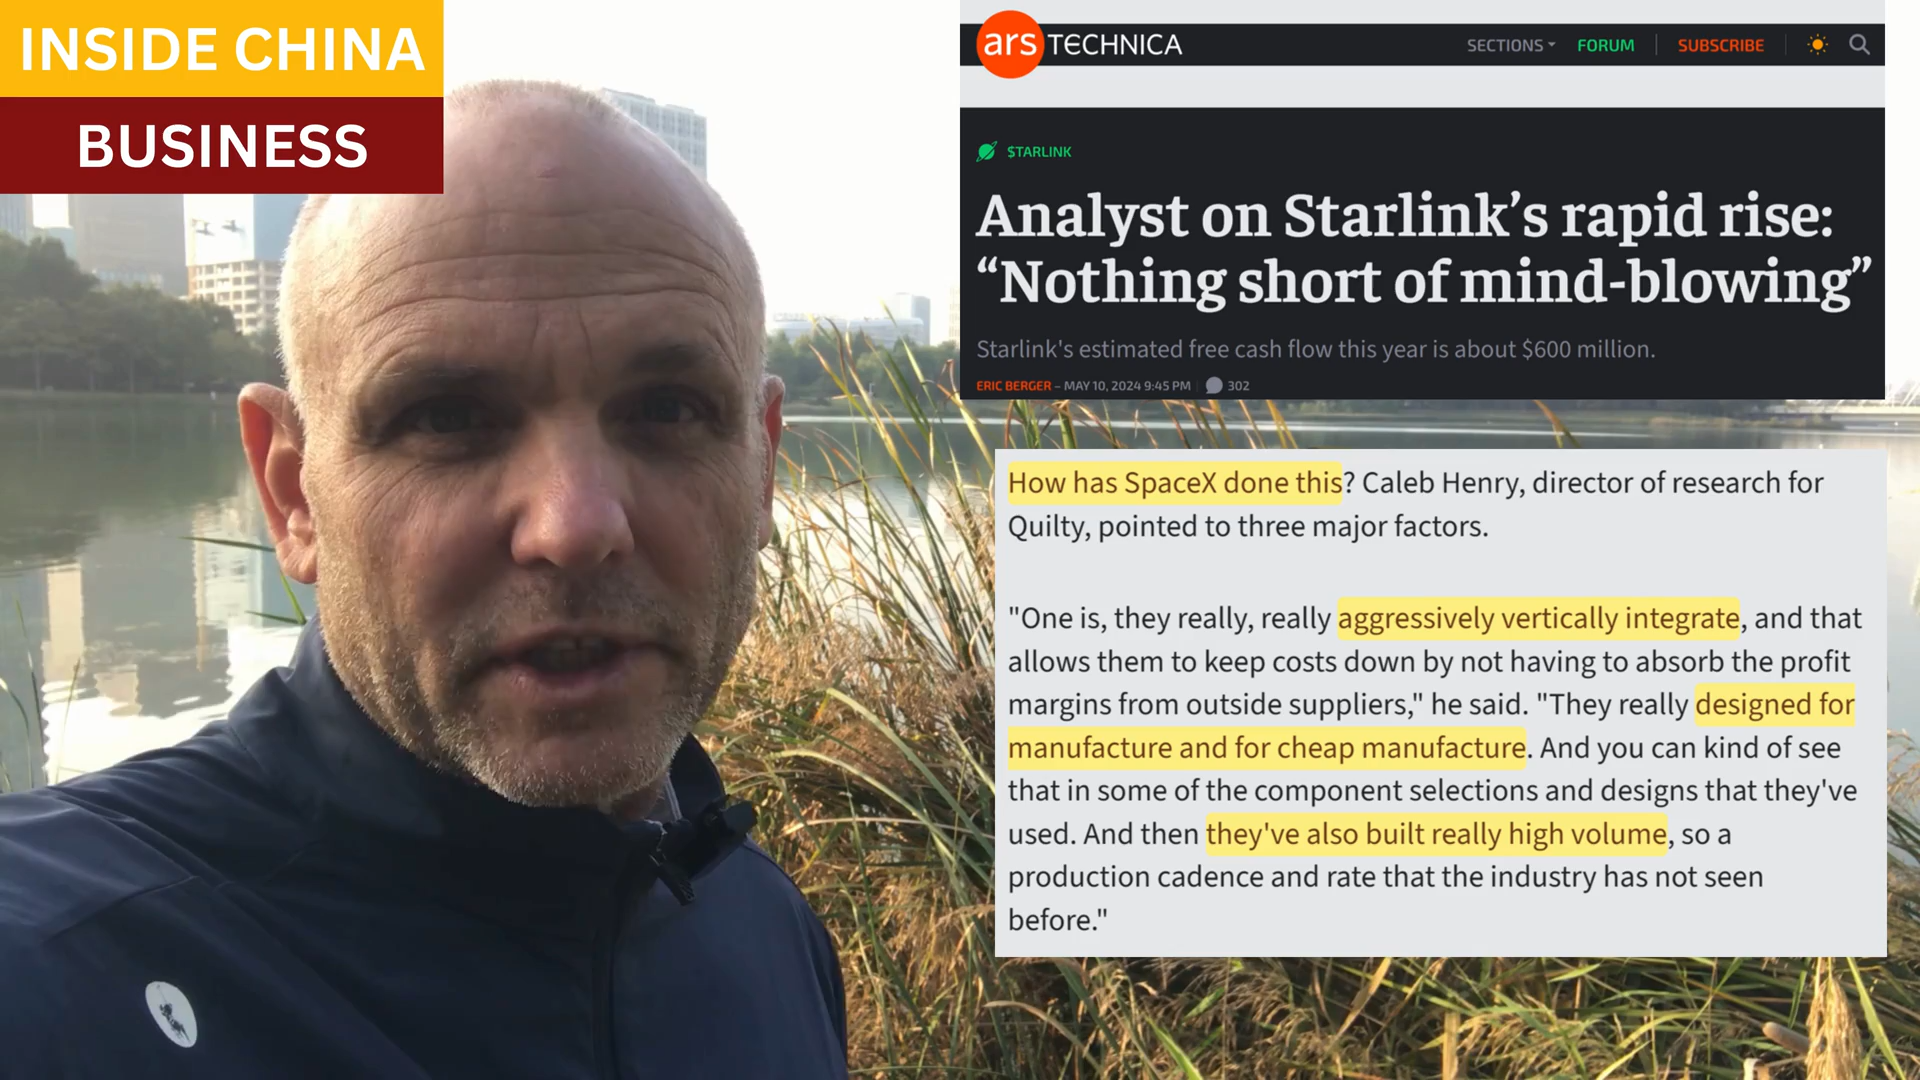 INSIDE CHINA
BUSINESS
ars TECHNICA
SECTIONS
FORUM
SUBSCRIBE
$TARLINK
Analyst on Starlink’s rapid rise:
“Nothing short of mind-blowing”
Starlink's estimated free cash flow this year is about $600 million.
ERIC BERGER – MAY 10, 2024 9:45 PM
302
How has SpaceX done this? Caleb Henry, director of research for
Quilty, pointed to three major factors.
"One is, they really, really aggressively vertically integrate, and that
allows them to keep costs down by not having to absorb the profit
margins from outside suppliers," he said. "They really designed for
manufacture and for cheap manufacture. And you can kind of see
that in some of the component selections and designs that they've
used. And then they've also built really high volume, so a
production cadence and rate that the industry has not seen
before."